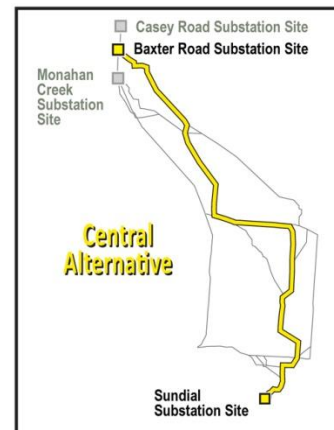 Casey Road Substation Site
Baxter Road Substation Site
Monahan
Creek
Substation
Site
Central
Alternative
Sundial
Substation Site